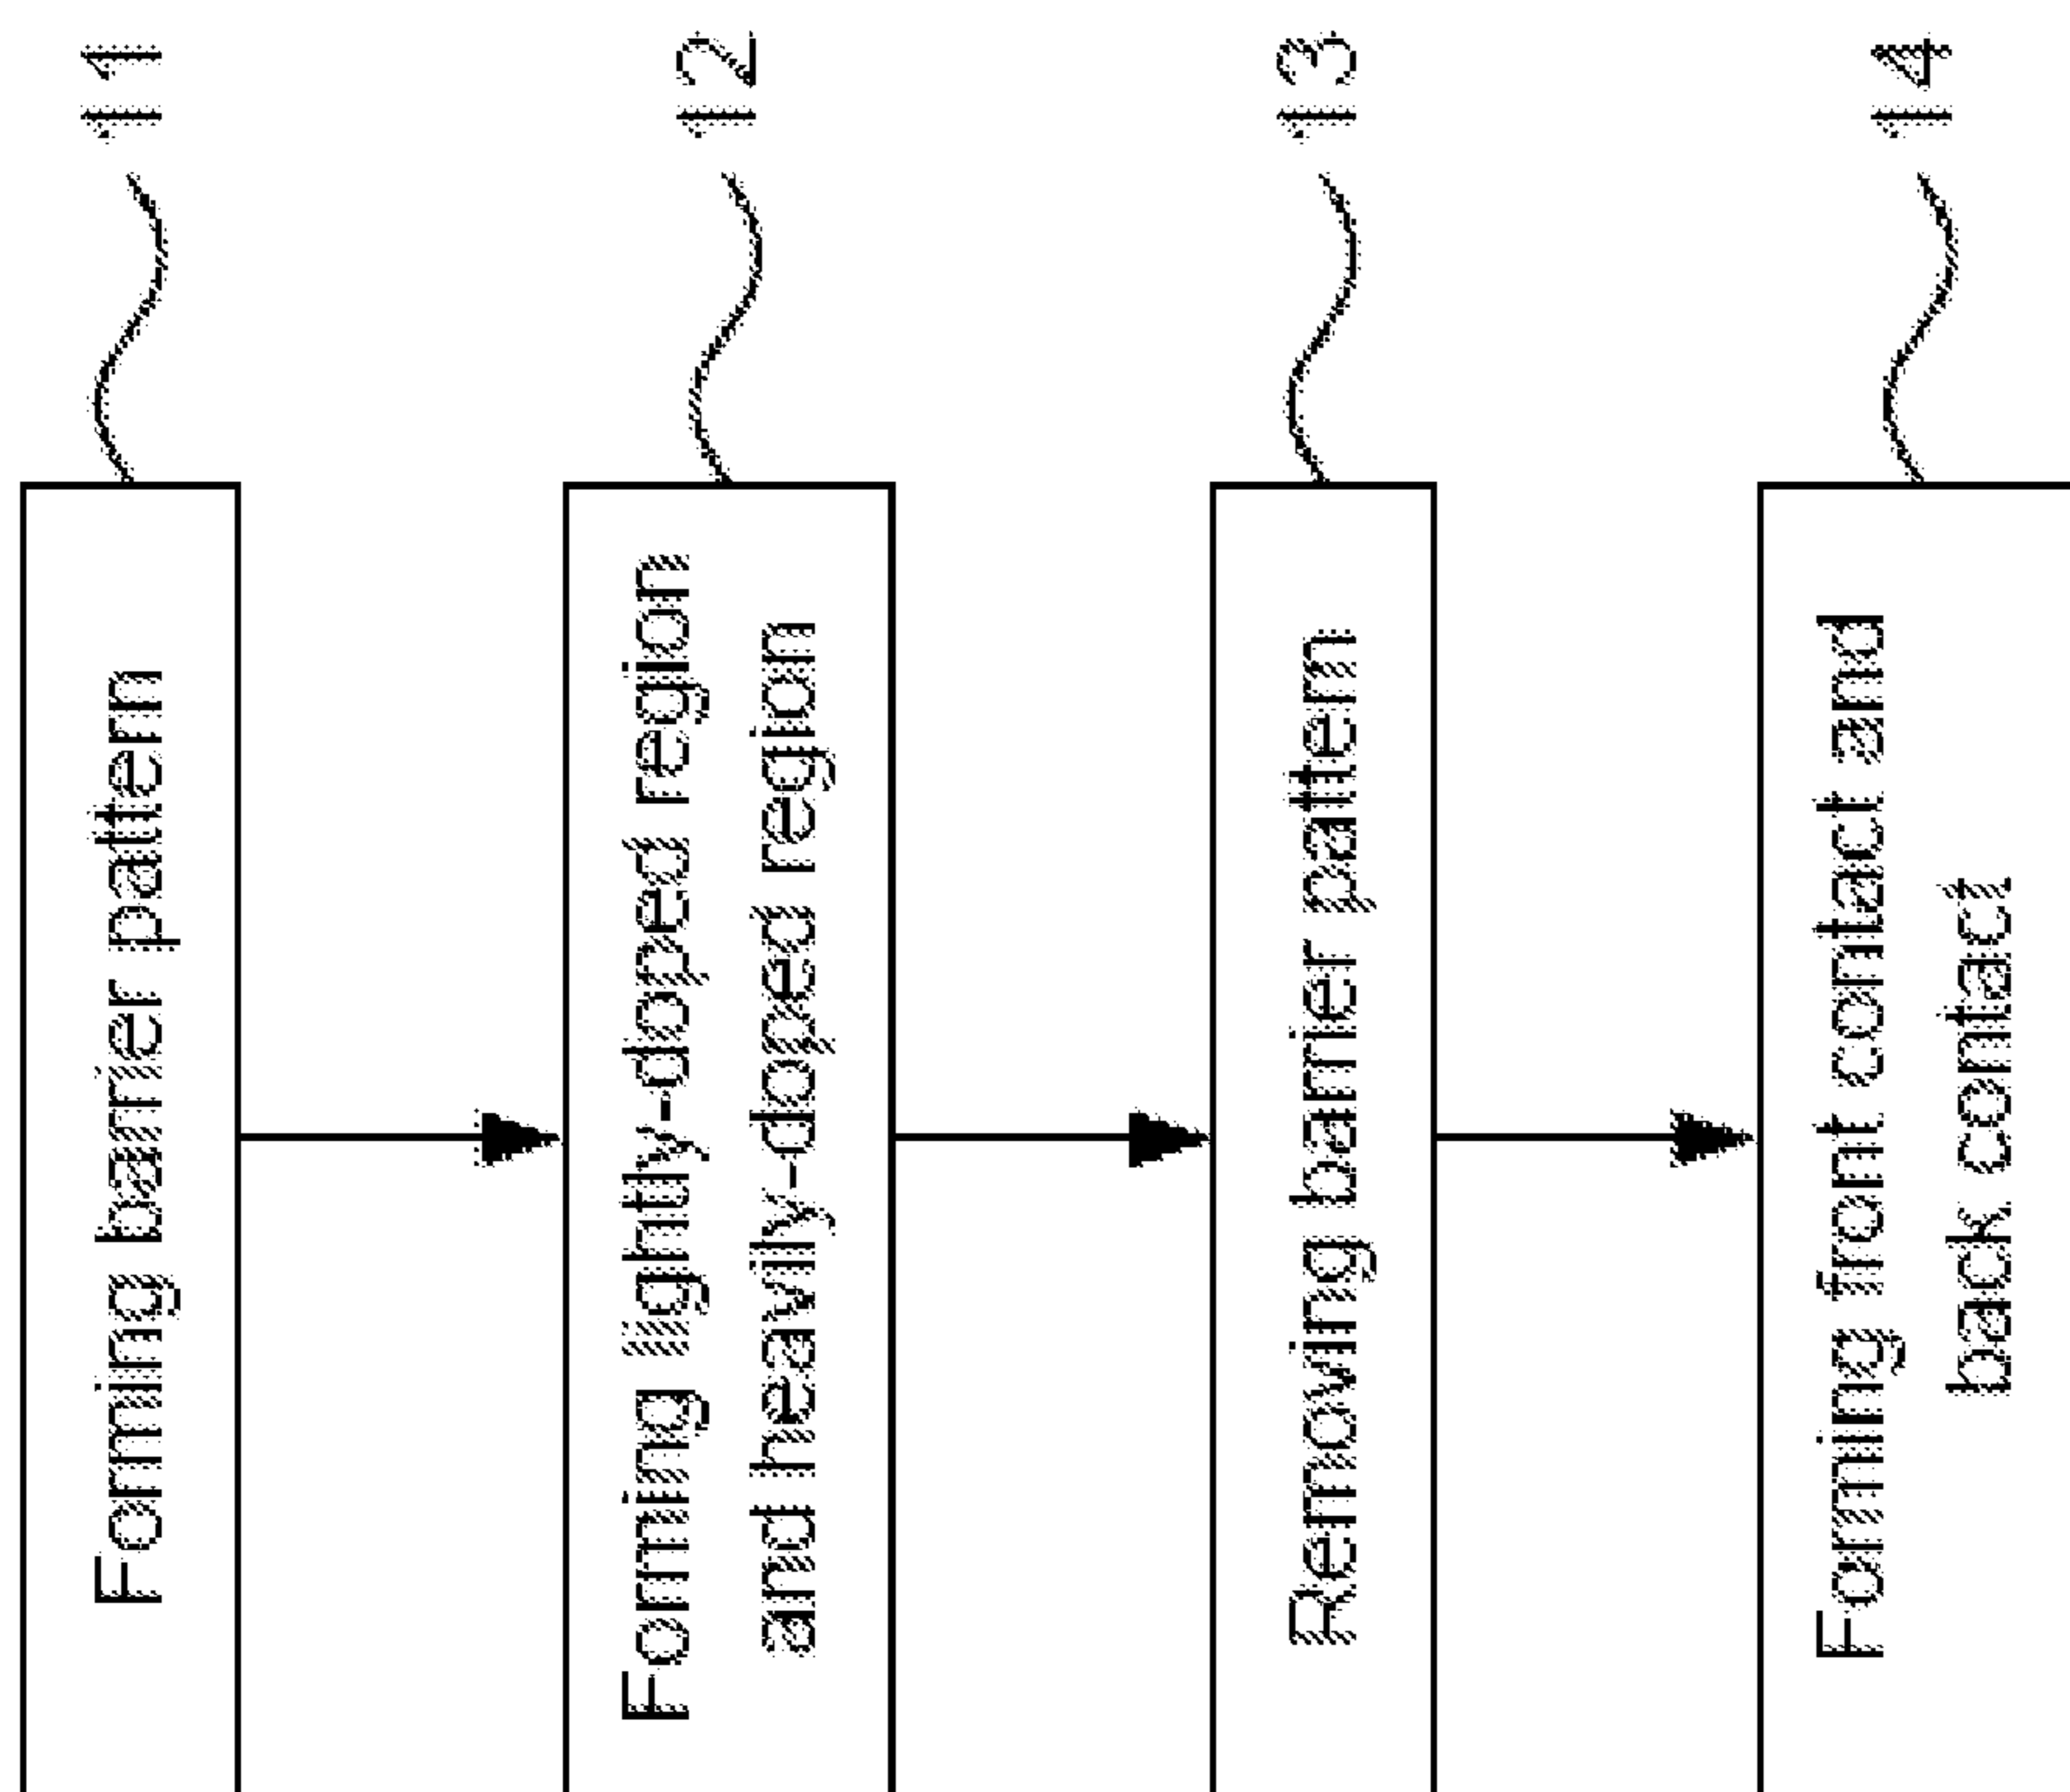 Forming barrier pattern
11
Forming lightly-doped region
and heavily-doped region
12
Removing barrier pattern
13
Forming front contact and
back contact
14